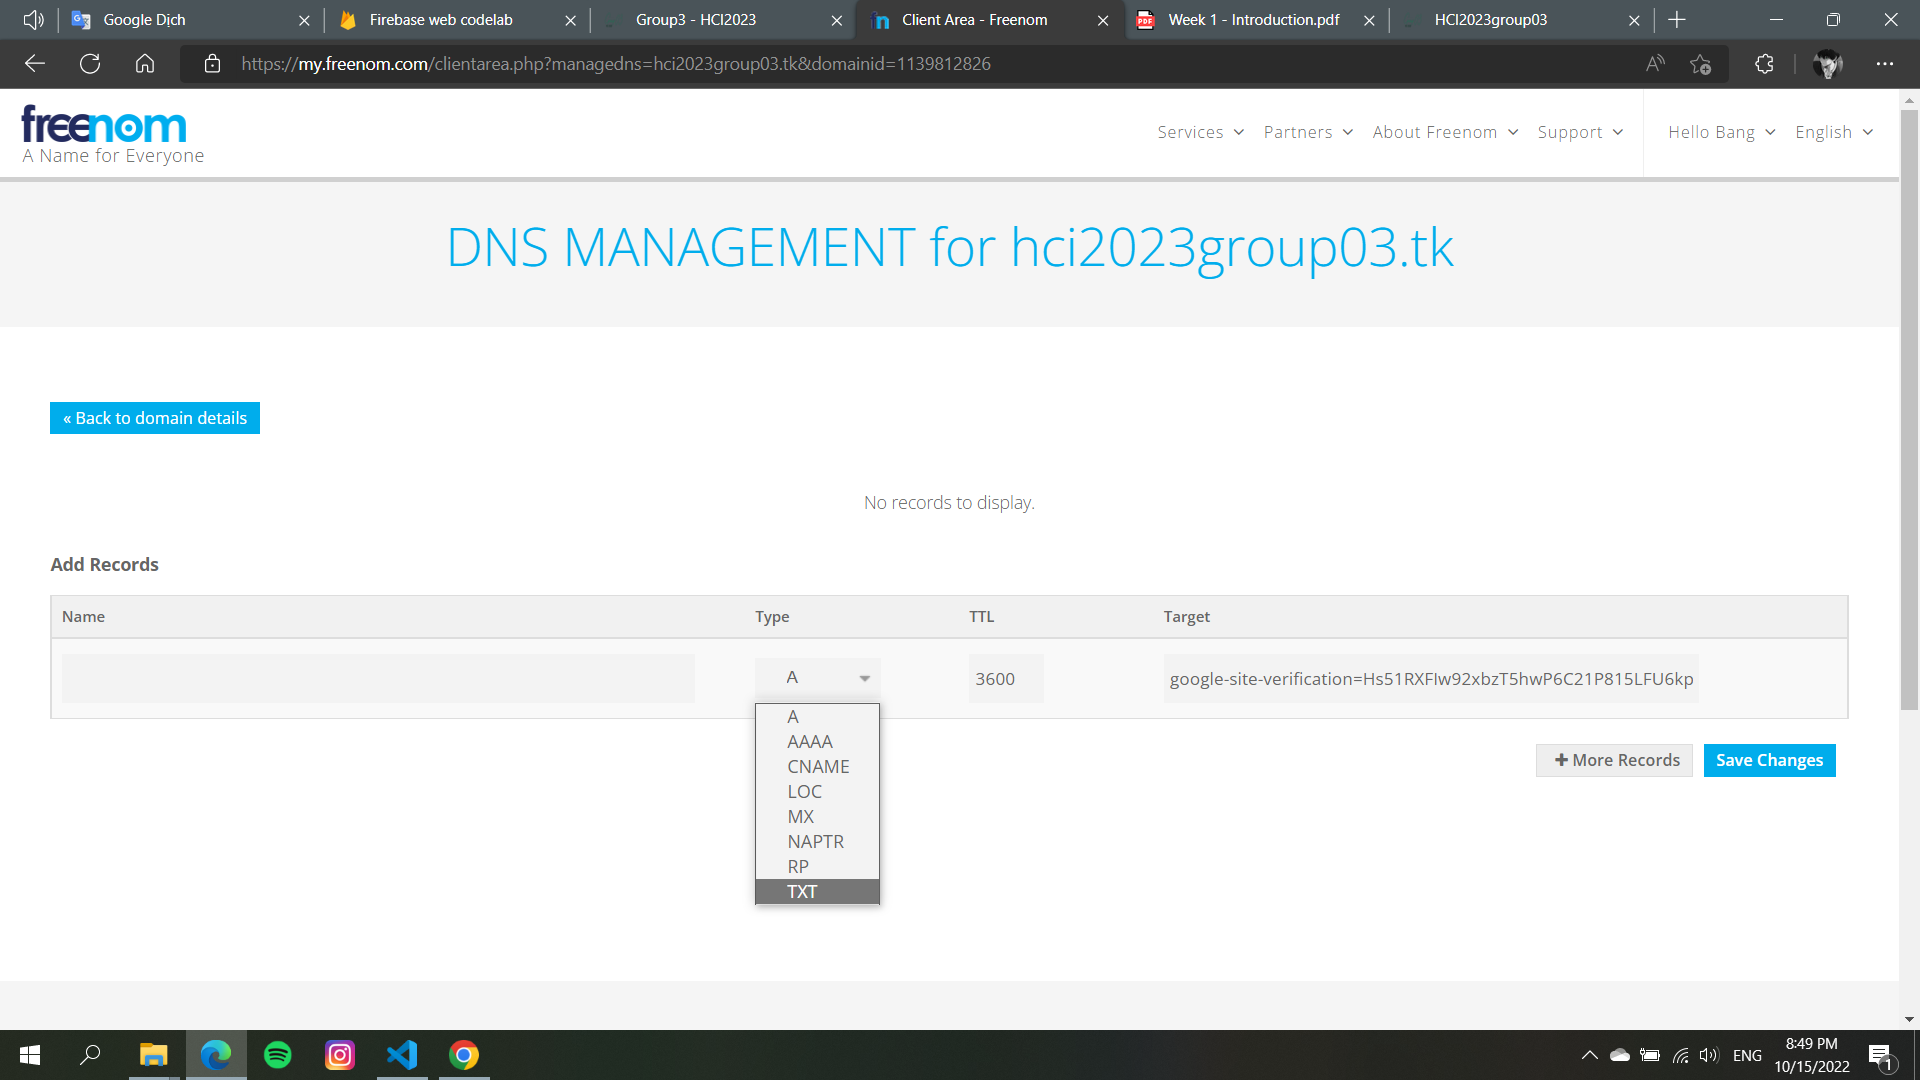 Google Dịch
Firebase web codelab
Group3 - HCI2023
Client Area - Freenom
Week 1 - Introduction.pdf
HCI2023group03
https://my.freenom.com/clientarea.php?managedns=hci2023group03.tk&domainid=1139812826
freenom
A Name for Everyone
Services
Partners
About Freenom
Support
Hello Bang
English
DNS MANAGEMENT for hci2023group03.tk
« Back to domain details
No records to display.
Add Records
Name Type TTL Target
A 3600 google-site-verification=Hs51RXFIw92xbzT5hwP6C21P815LFU6kp
A
AAAA
CNAME
LOC
MX
NAPTR
RP
TXT
+ More Records
Save Changes
ENG
8:49 PM
10/15/2022
1